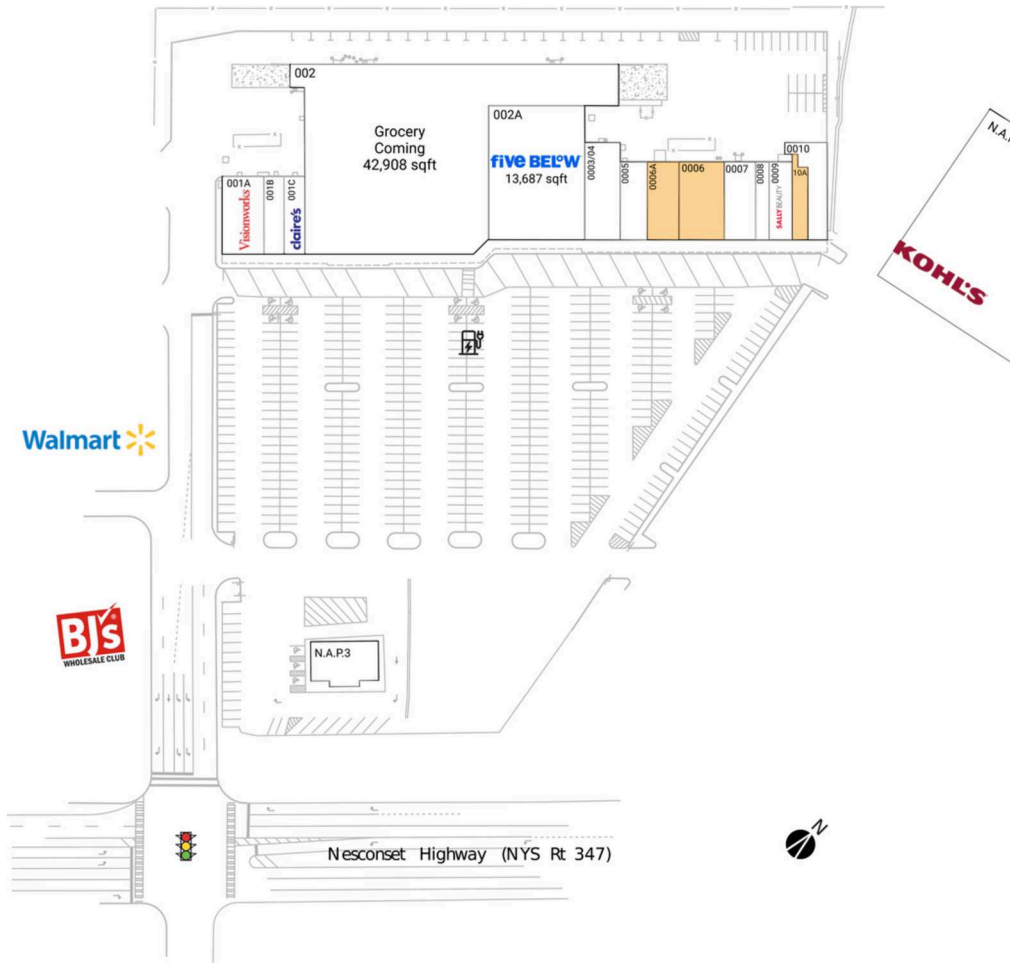 002
Grocery
Coming
42,908 sqft
002A
five BELOW
13,687 sqft
001A
Visionworks
001B
001C
claire's
0003/04
0005
0006A
0006
0007
0008
0009
SALLY BEAUTY
0010
10A
KOHL'S
Walmart
BJ's
WHOLESALE CLUB
N.A.P.3
Nesconset Highway (NYS Rt 347)
N